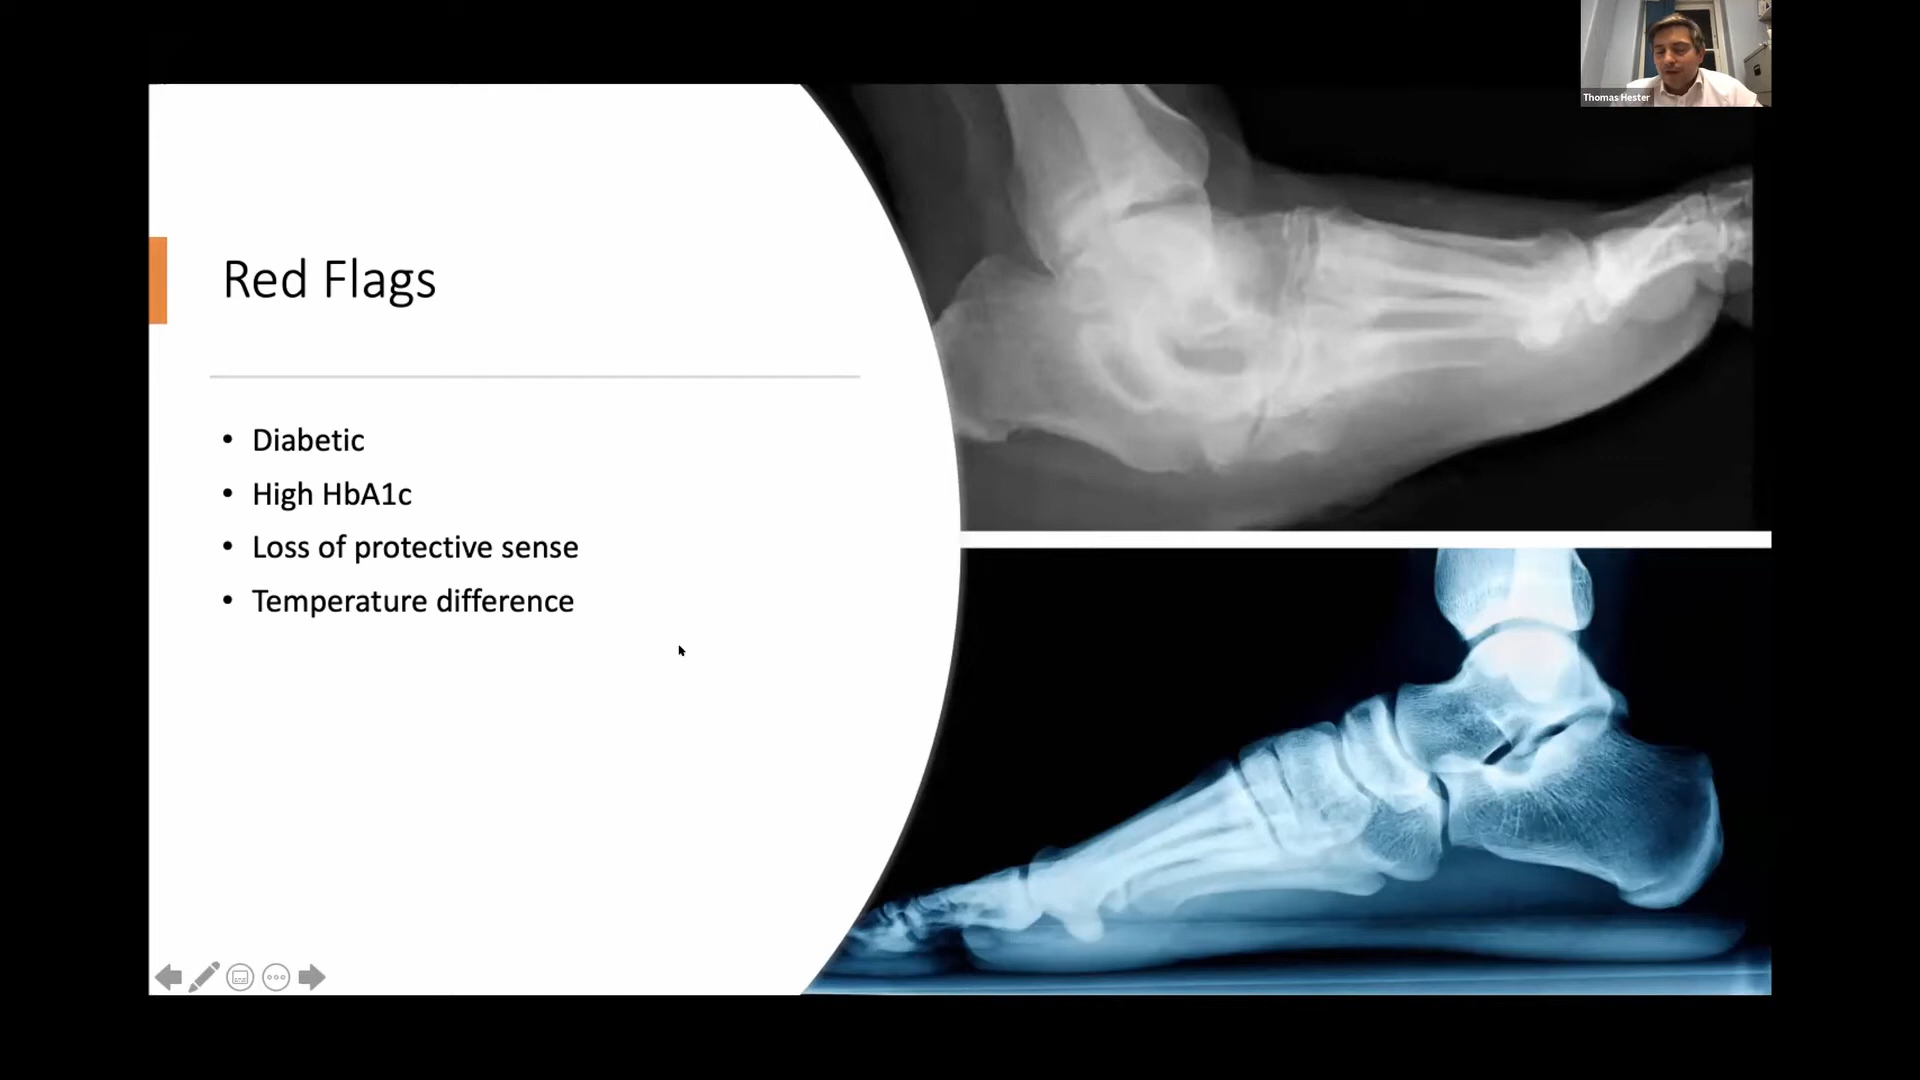 Thomas Hester
Red Flags
• Diabetic
• High HbA1c
• Loss of protective sense
• Temperature difference